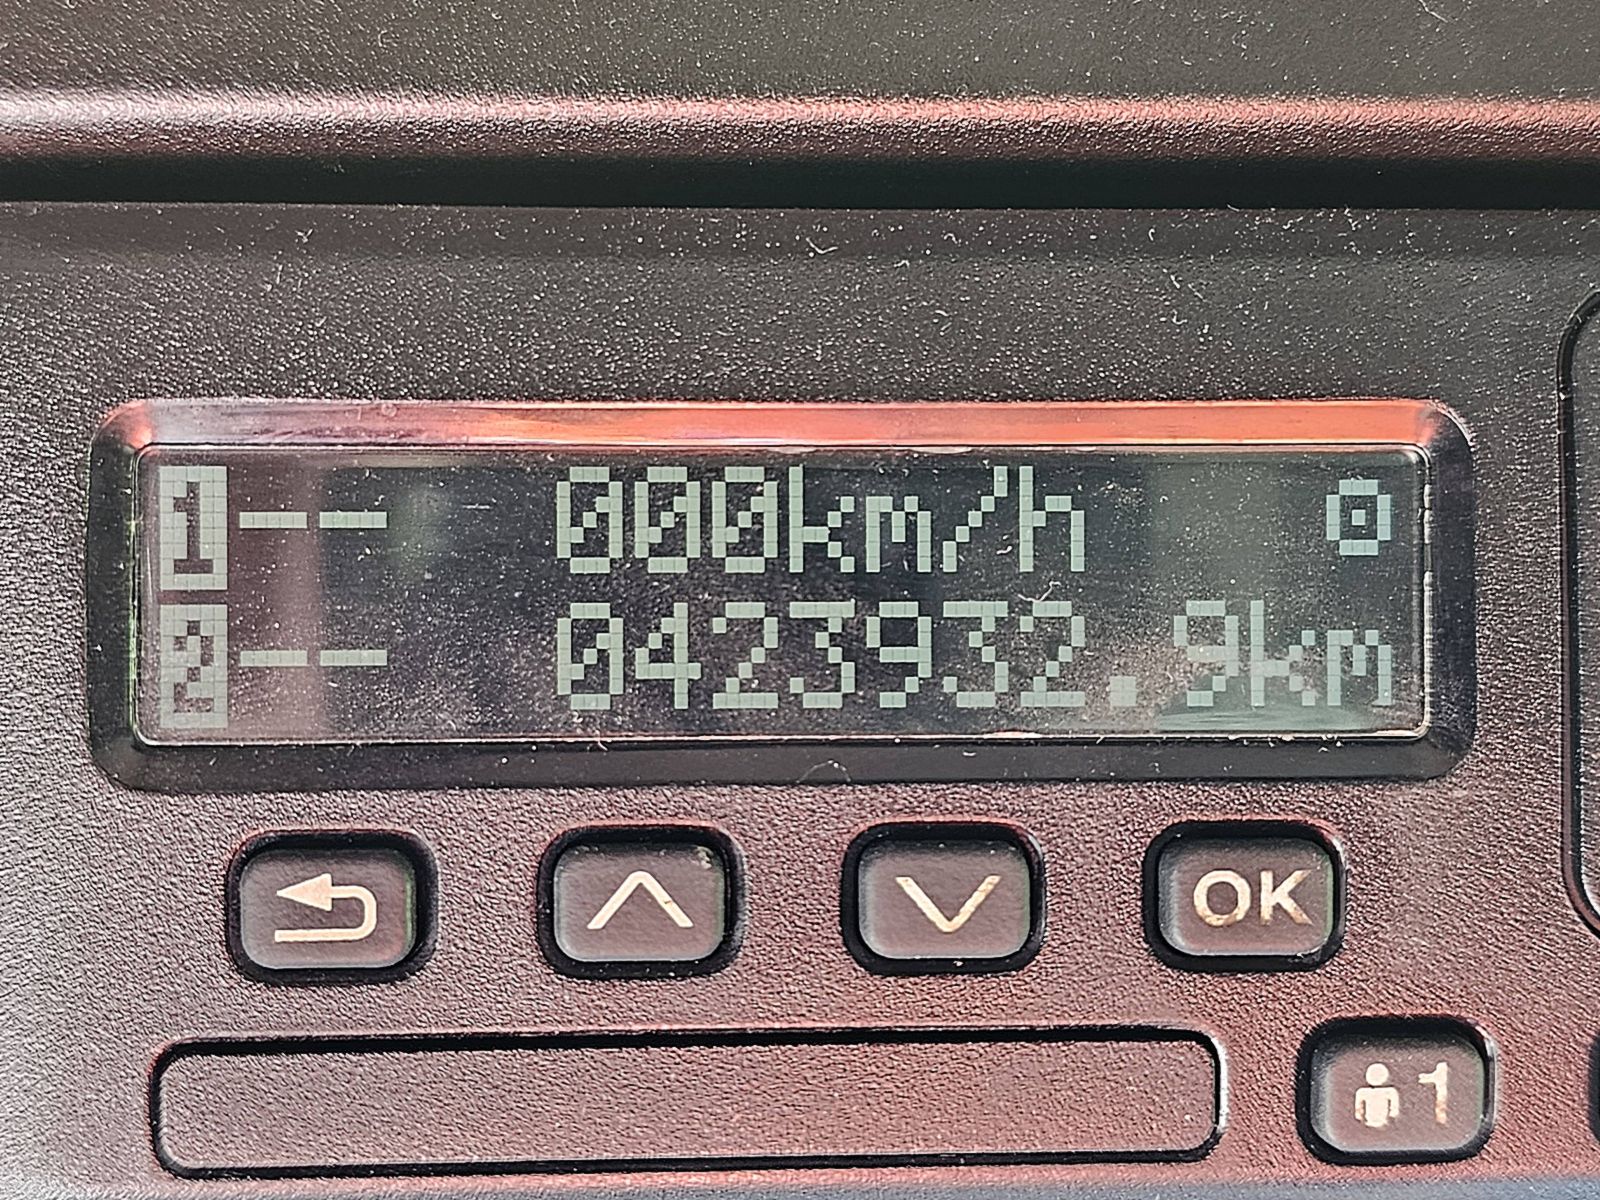 1-- 000km/h o
2-- 0423932.9km
OK
1